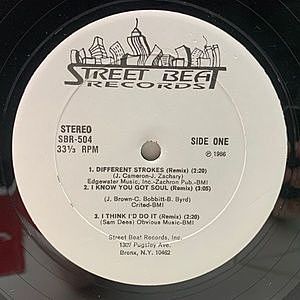 STREET BEAT
RECORDS
STEREO
SBR-504
33⅓ RPM
SIDE ONE
℗ 1986
1. DIFFERENT STROKES (Remix) (2:20)
(J. Cameron-J. Zachary)
Edgewater Music, Inc.-Zachron Pub.-BMI
2. I KNOW YOU GOT SOUL (Remix) (3:05)
(J. Brown-C. Bobbitt-B. Byrd)
Crited-BMI
3. I THINK I'D DO IT (Remix) (2:20)
(Sam Dees) Obvious Music-BMI
Street Beat Records, Inc.
1307 Pugsley Ave.
Bronx, N.Y. 10462